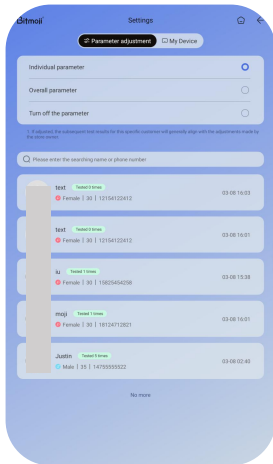 Bitmoji
Settings
Parameter adjustment
My Device
Individual parameter
Overall parameter
Turn off the parameter
If adjusted, the subsequent test results for this specific customer will generally align with the adjustments made by the store owner.
Please enter the searching name or phone number
text Tested 0 times
Female | 30 | 12154122412
03-08 16:03
text Tested 0 times
Female | 30 | 12154122412
03-08 16:01
iu Tested 1 times
Female | 30 | 15825454258
03-08 15:38
moji Tested 1 times
Female | 30 | 18124712821
03-08 16:01
Justin Tested 5 times
Male | 35 | 14755555522
03-08 02:40
No more